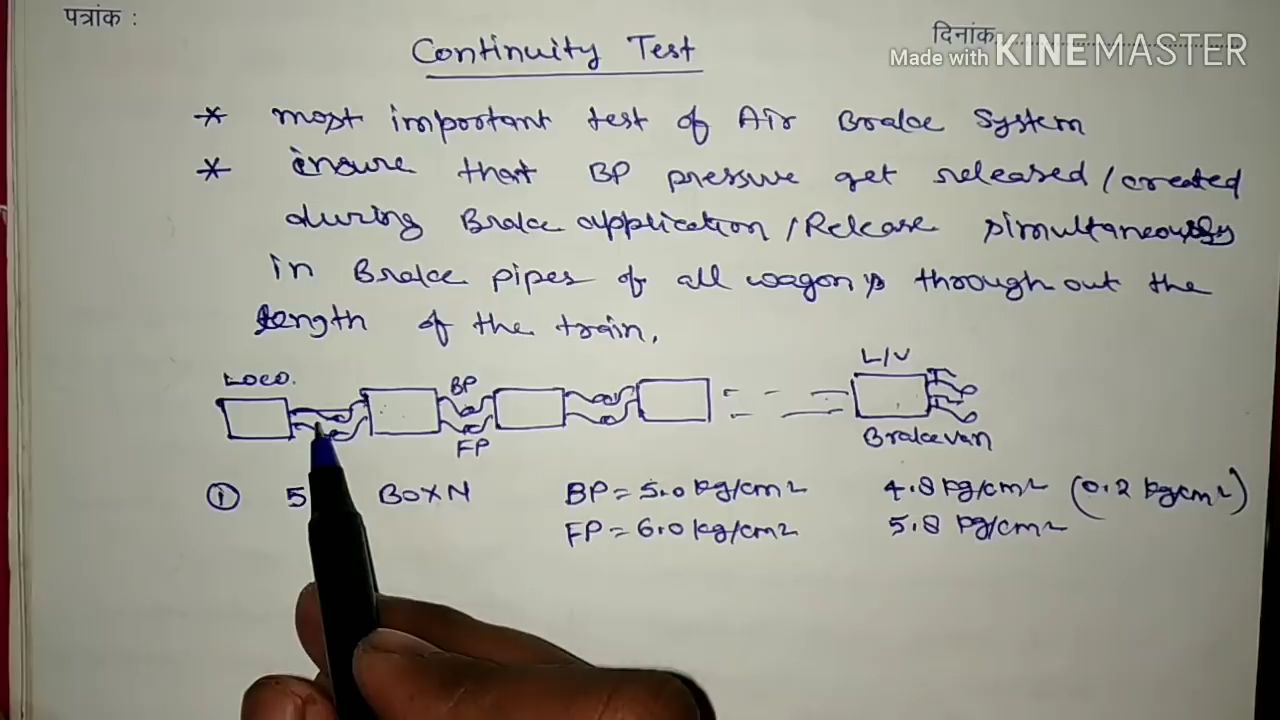 पत्रांक :
दिनांक
Made with KINEMASTER
Continuity Test
* most important test of Air Brake System
* ensure that BP pressure get released/created
during Brake application/Release simultaneously
in Brake pipes of all wagons throughout the
length of the train.
LOCO. BP L/V
FP Brakevan
① 5 BOXN BP = 5.0 kg/cm2 4.8 kg/cm2 (0.2 kg/cm2)
FP = 6.0 kg/cm2 5.8 kg/cm2